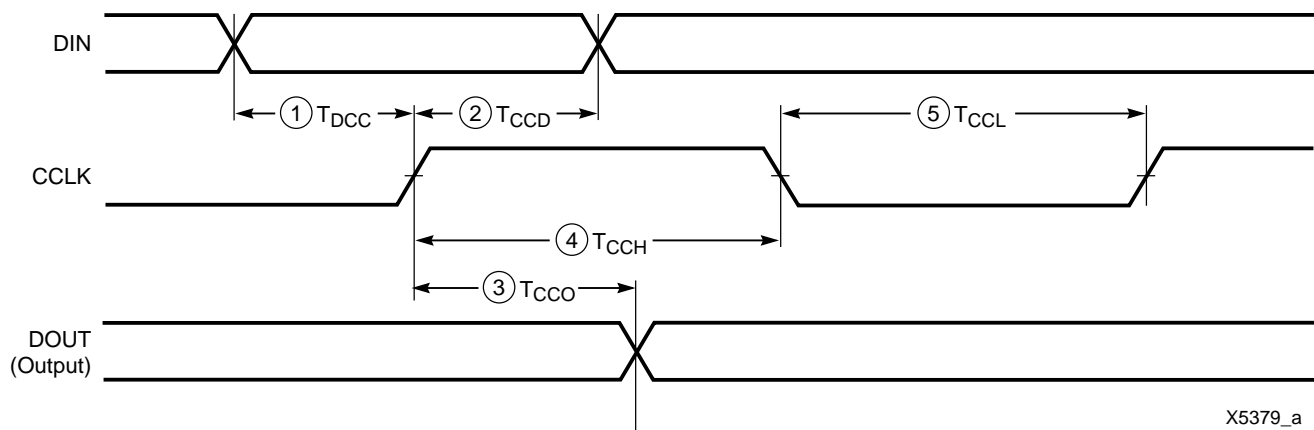 DIN
1 TDCC
2 TCCD
5 TCCL
CCLK
4 TCCH
3 TCCO
DOUT
(Output)
X5379_a